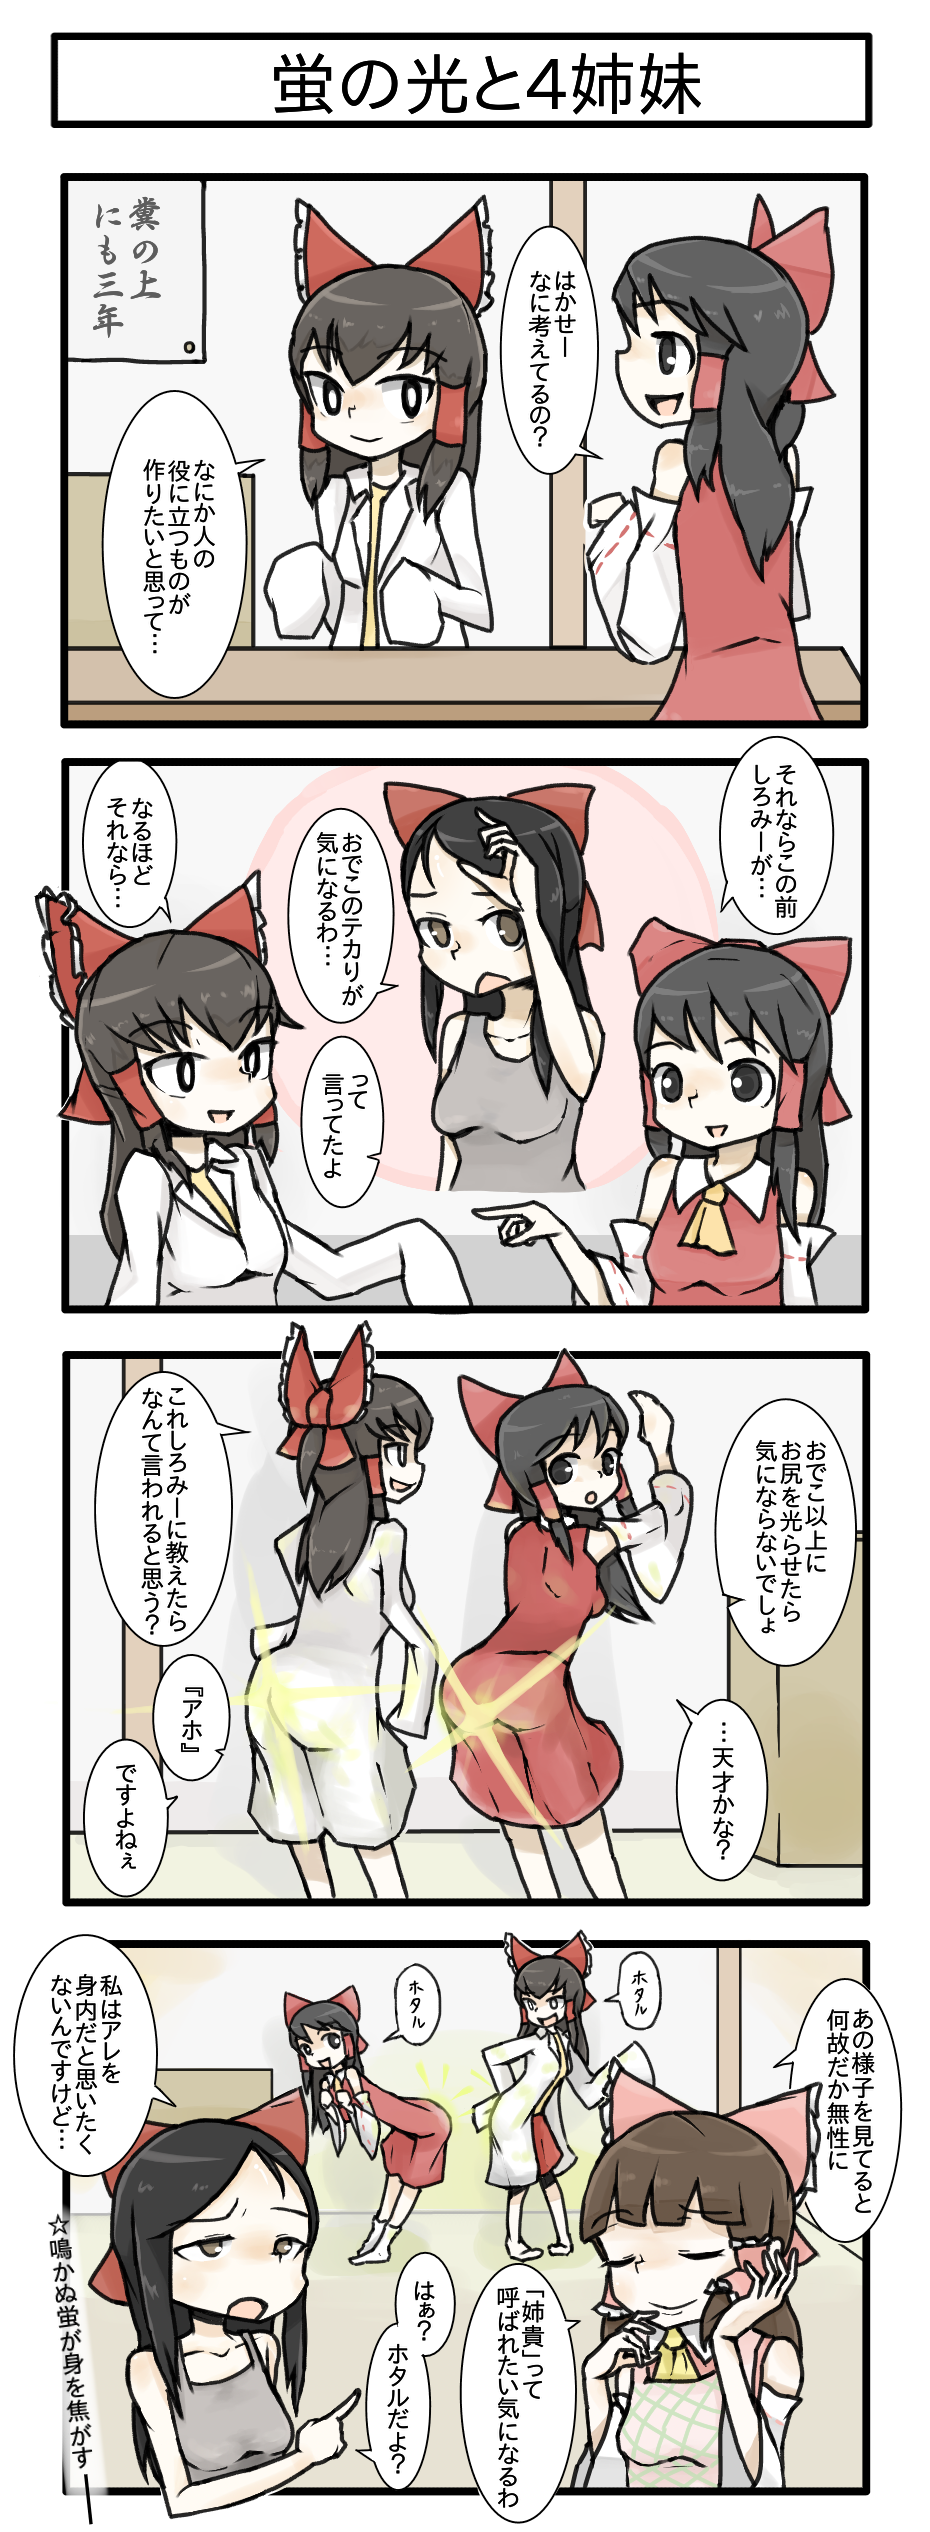 蛍の光と4姉妹
糞の上
にも三年
はかせー
なに考えてるの?
なにか人の
役に立つものが
作りたいと思って…
それならこの前
しろみーが…
おでこのテカりが
気になるわ…
って
言ってたよ
なるほど
それなら…
おでこ以上に
お尻を光らせたら
気にならないでしょ
…天才かな?
これしろみーに教えたら
なんて言われると思う?
『アホ』
ですよねぇ
あの様子を見てると
何故だか無性に
「姉貴」って
呼ばれたい気になるわ
ホタル
ホタル
はぁ?
ホタルだよ?
私はアレを
身内だと思いたく
ないんですけど…
☆鳴かぬ蛍が身を焦がす